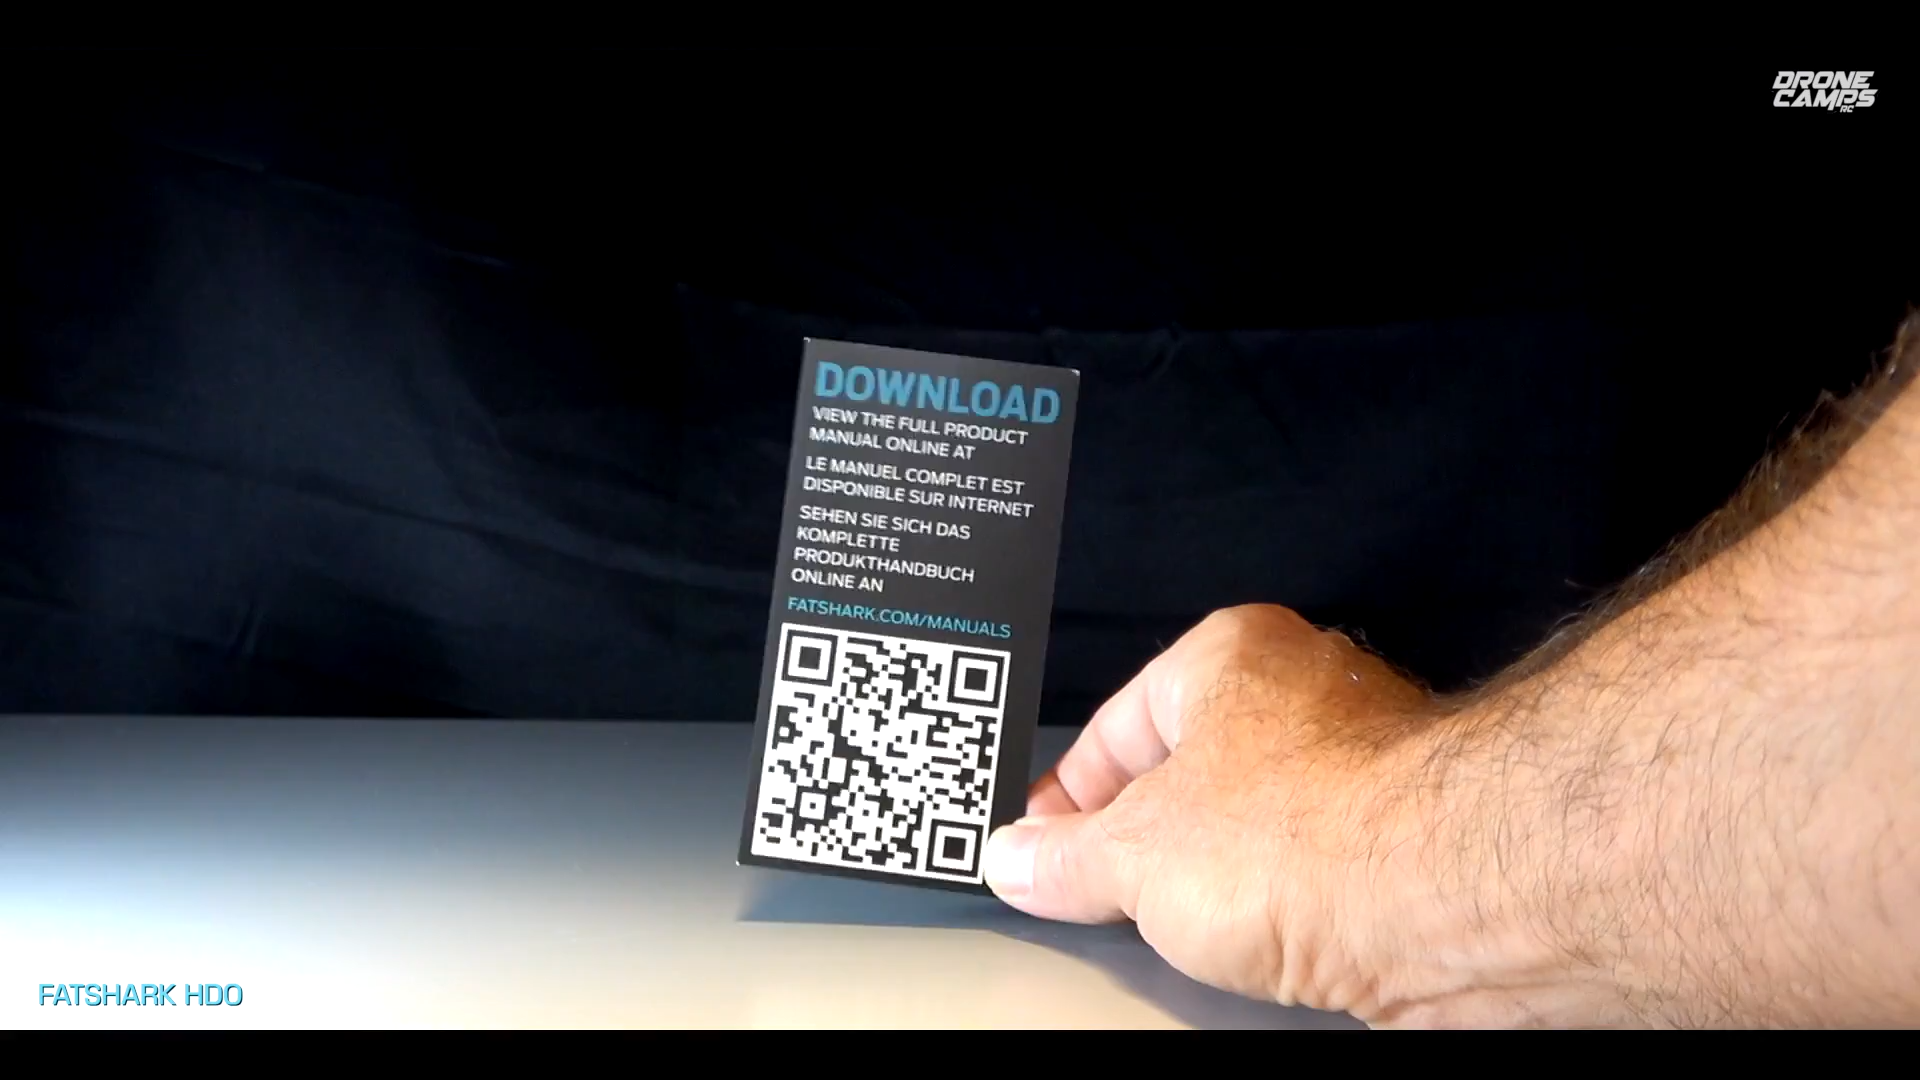 DRONE
CAMPS
RC
DOWNLOAD
VIEW THE FULL PRODUCT
MANUAL ONLINE AT
LE MANUEL COMPLET EST
DISPONIBLE SUR INTERNET
SEHEN SIE SICH DAS
KOMPLETTE
PRODUKTHANDBUCH
ONLINE AN
FATSHARK.COM/MANUALS
FATSHARK HDO